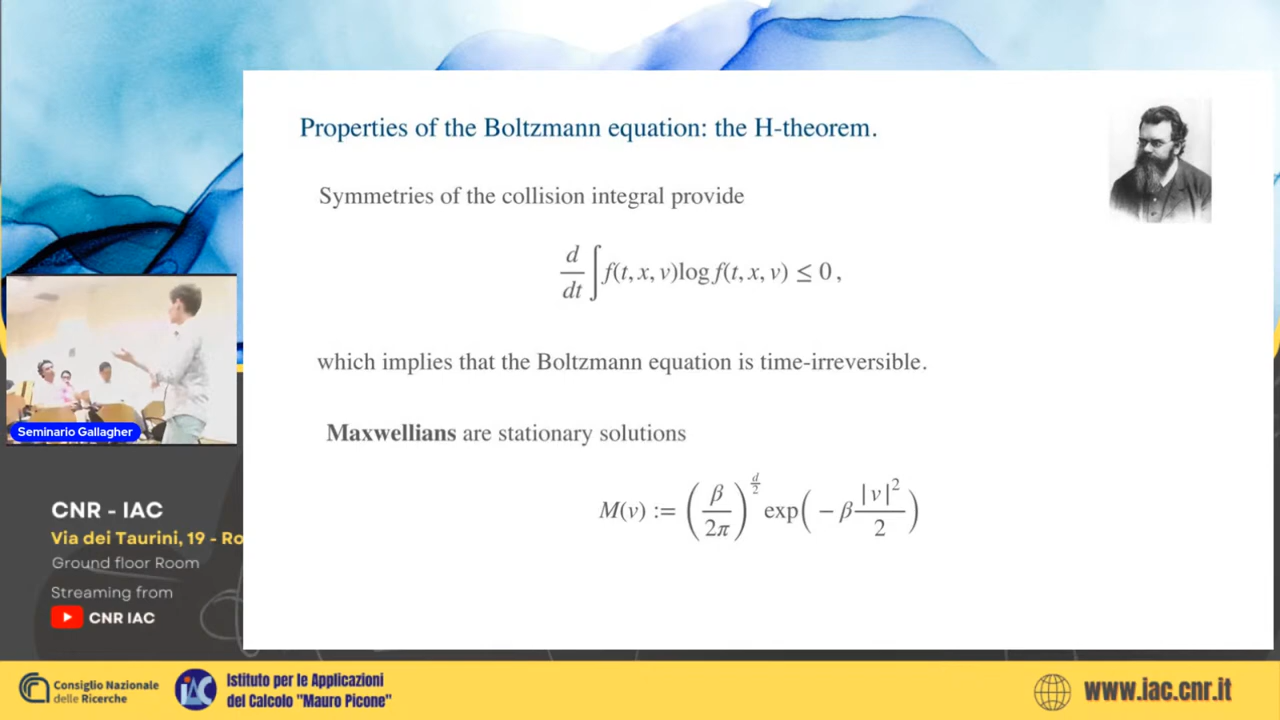 Properties of the Boltzmann equation: the H-theorem.
Symmetries of the collision integral provide
d/dt ∫ f(t, x, v)log f(t, x, v) ≤ 0 ,
which implies that the Boltzmann equation is time-irreversible.
Maxwellians are stationary solutions
M(v) := (β/2π)^{d/2} exp( − β |v|²/2 )
Seminario Gallagher
CNR - IAC
Via dei Taurini, 19 - Ro
Ground floor Room
Streaming from
CNR IAC
Consiglio Nazionale
delle Ricerche
IAC
Istituto per le Applicazioni
del Calcolo "Mauro Picone"
www.iac.cnr.it